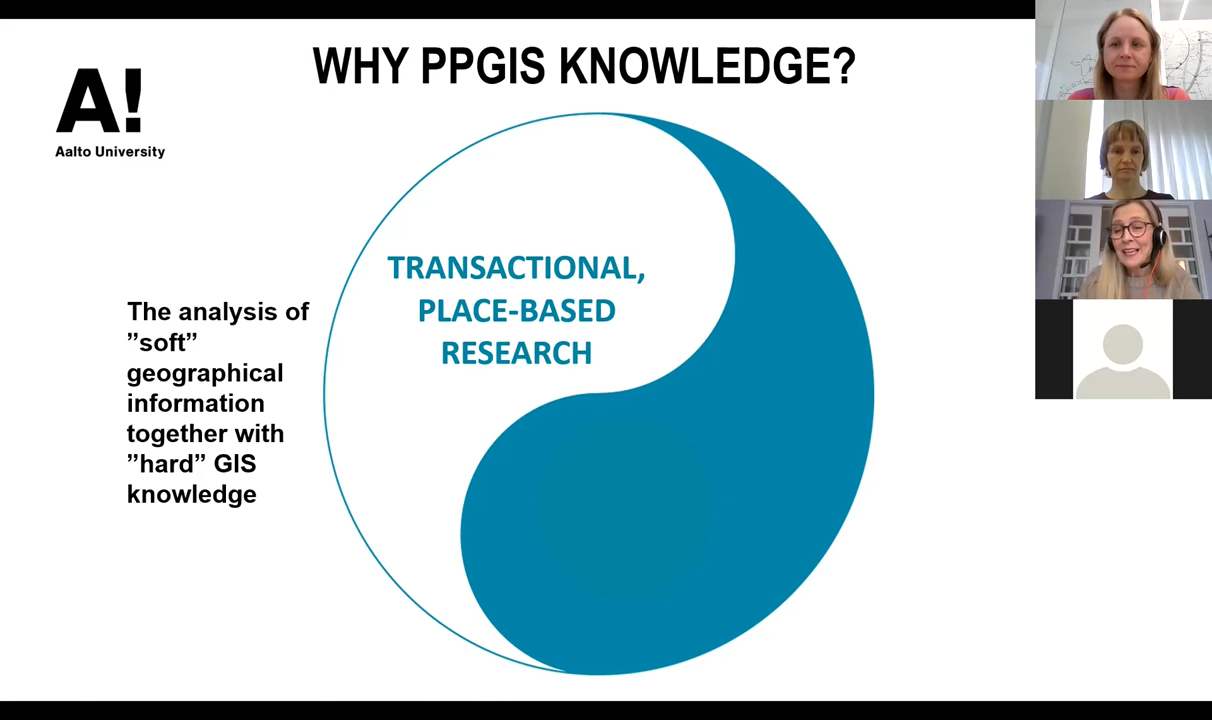 WHY PPGIS KNOWLEDGE?
A!
Aalto University
TRANSACTIONAL,
PLACE-BASED
RESEARCH
The analysis of
”soft”
geographical
information
together with
”hard” GIS
knowledge